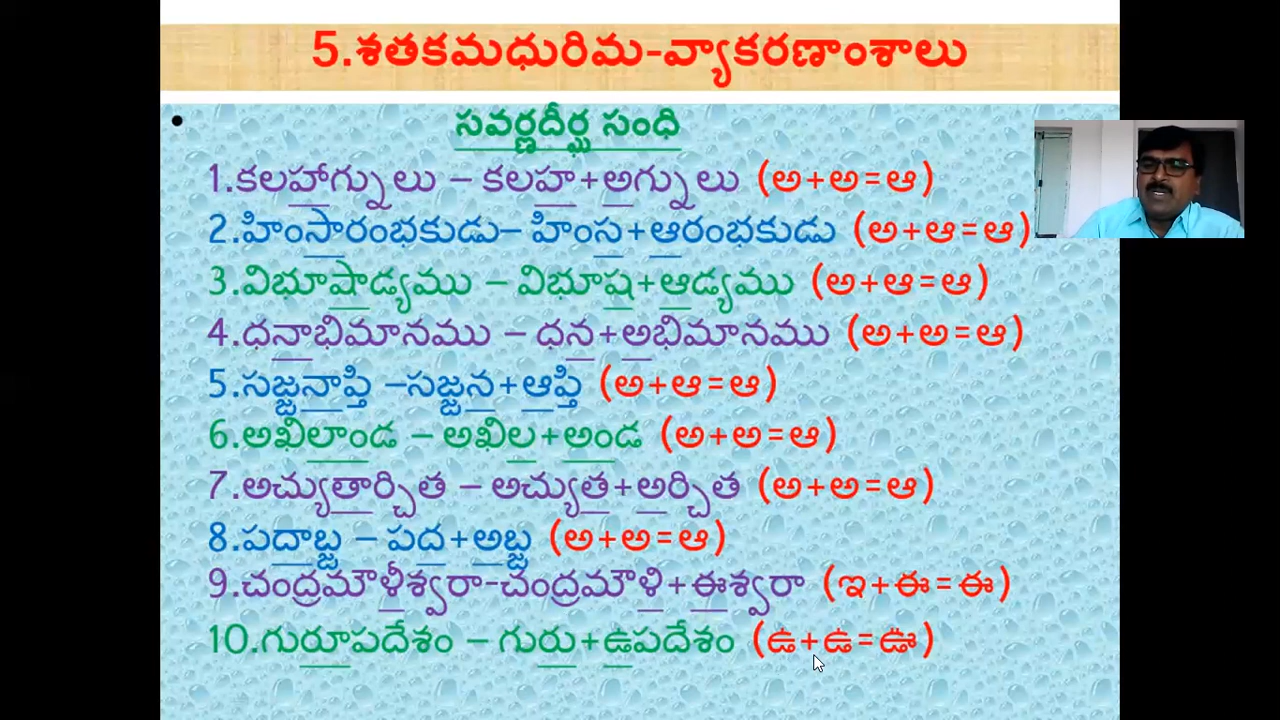 5.శతకమధురిమ-వ్యాకరణాంశాలు
• సవర్ణదీర్ఘ సంధి
1.కలహాగ్నులు – కలహ+అగ్నులు (అ+అ=ఆ)
2.హింసారంభకుడు– హింస+ఆరంభకుడు (అ+ఆ=ఆ)
3.విభూషాడ్యము – విభూష+ఆడ్యము (అ+ఆ=ఆ)
4.ధనాభిమానము – ధన+అభిమానము (అ+అ=ఆ)
5.సజ్జనాప్తి –సజ్జన+ఆప్తి (అ+ఆ=ఆ)
6.అఖిలాండ – అఖిల+అండ (అ+అ=ఆ)
7.అచ్యుతార్చిత – అచ్యుత+అర్చిత (అ+అ=ఆ)
8.పదాబ్జ – పద+అబ్జ (అ+అ=ఆ)
9.చంద్రమౌళీశ్వరా-చంద్రమౌళి+ఈశ్వరా (ఇ+ఈ=ఈ)
10.గురూపదేశం – గురు+ఉపదేశం (ఉ+ఉ=ఊ)